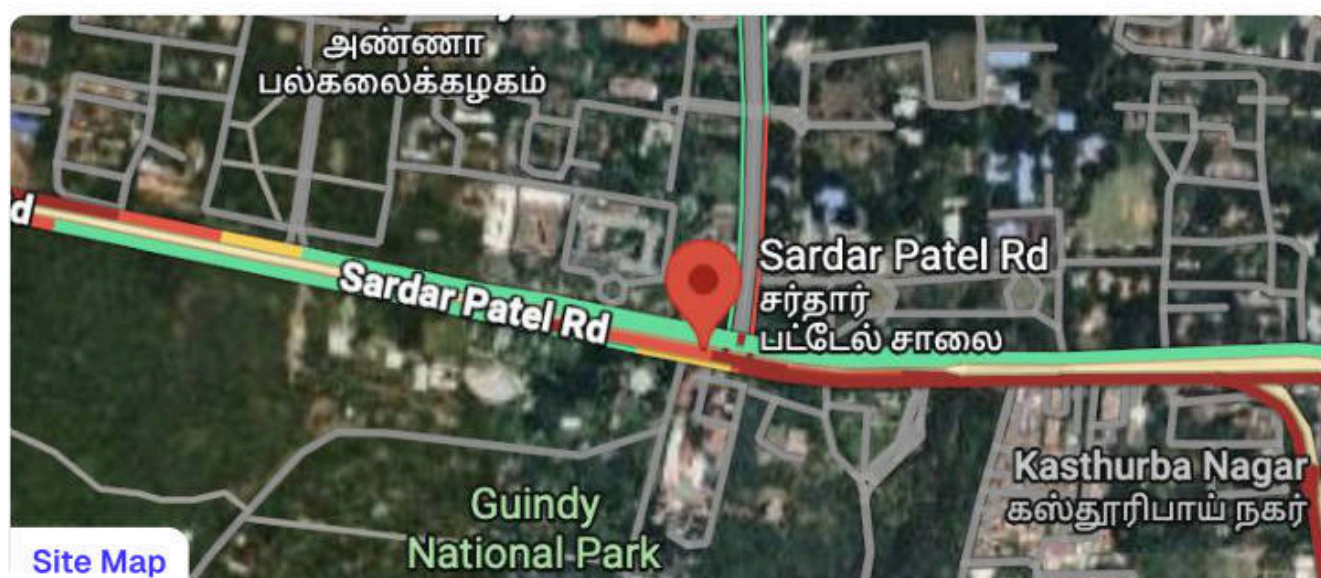 அண்ணா
பல்கலைக்கழகம்
d
Sardar Patel Rd
Sardar Patel Rd
சர்தார்
பட்டேல் சாலை
Kasthurba Nagar
கஸ்தூரிபாய் நகர்
Guindy
National Park
Site Map